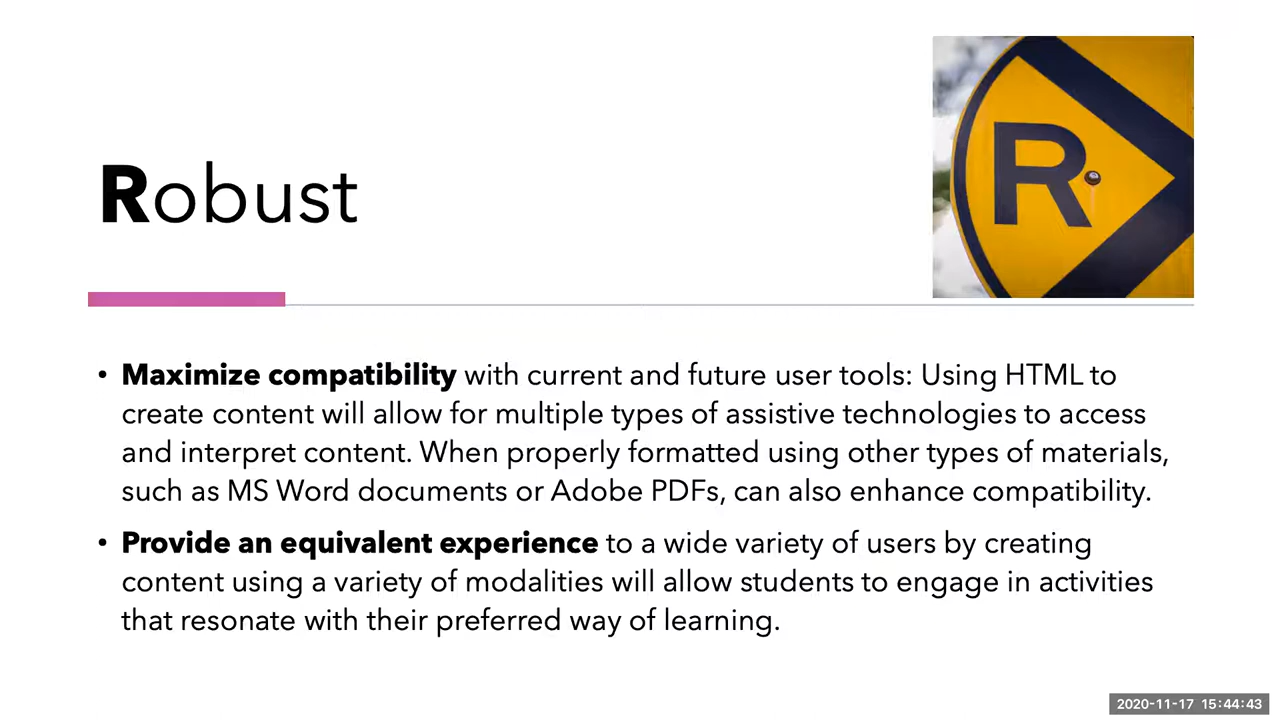 R
Robust
• Maximize compatibility with current and future user tools: Using HTML to
create content will allow for multiple types of assistive technologies to access
and interpret content. When properly formatted using other types of materials,
such as MS Word documents or Adobe PDFs, can also enhance compatibility.
• Provide an equivalent experience to a wide variety of users by creating
content using a variety of modalities will allow students to engage in activities
that resonate with their preferred way of learning.
2020-11-17 15:44:43